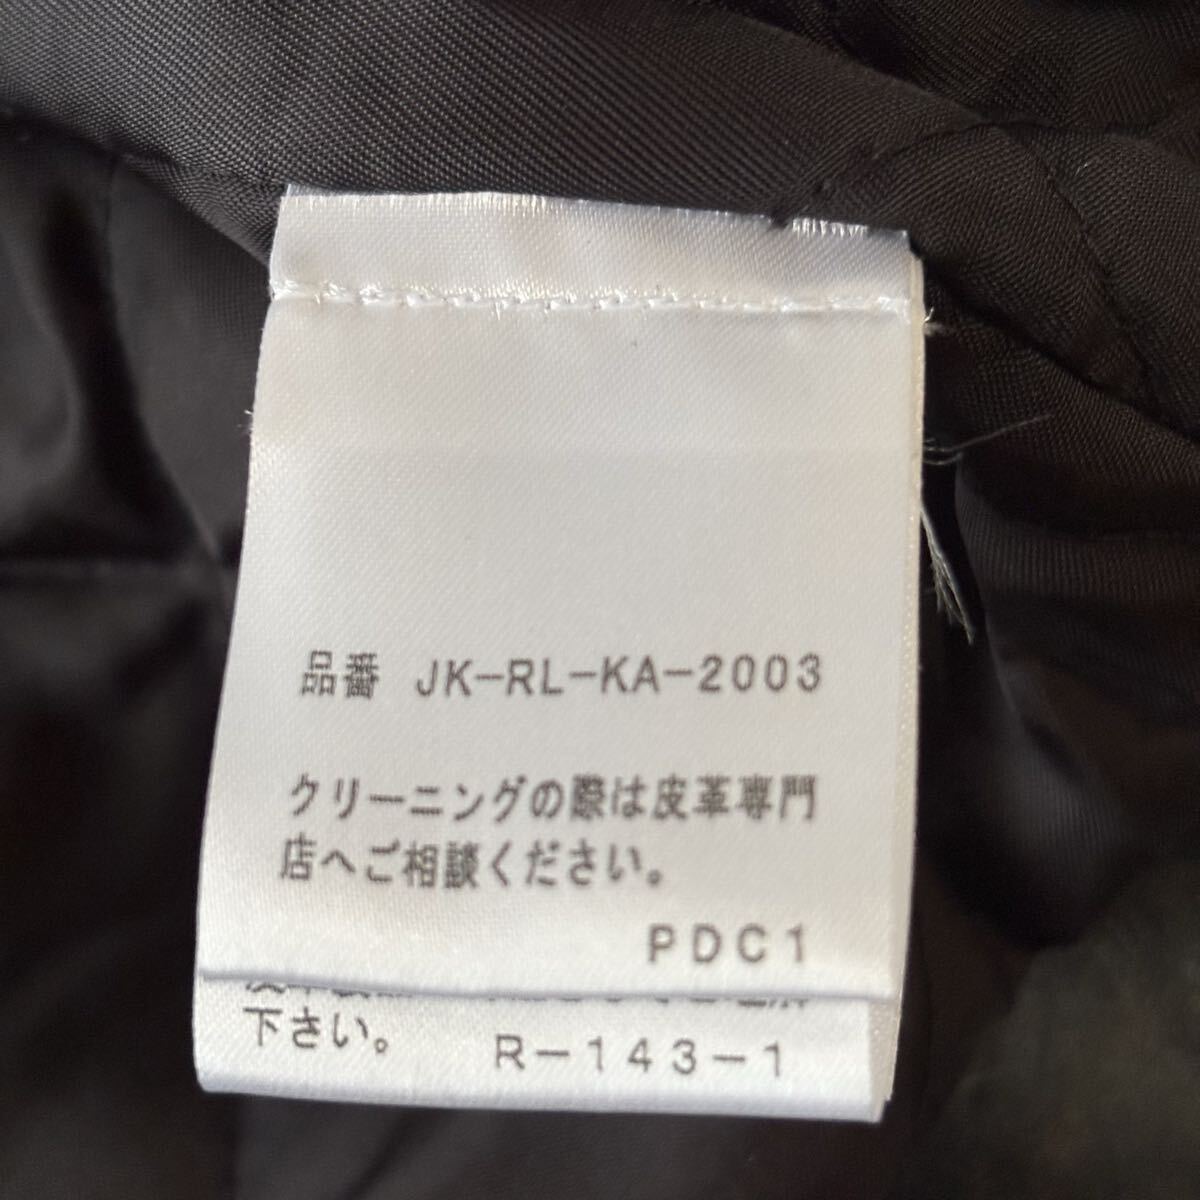 品番 JK-RL-KA-2003
クリーニングの際は皮革専門
店へご相談ください。
PDC1
下さい。 R-143-1